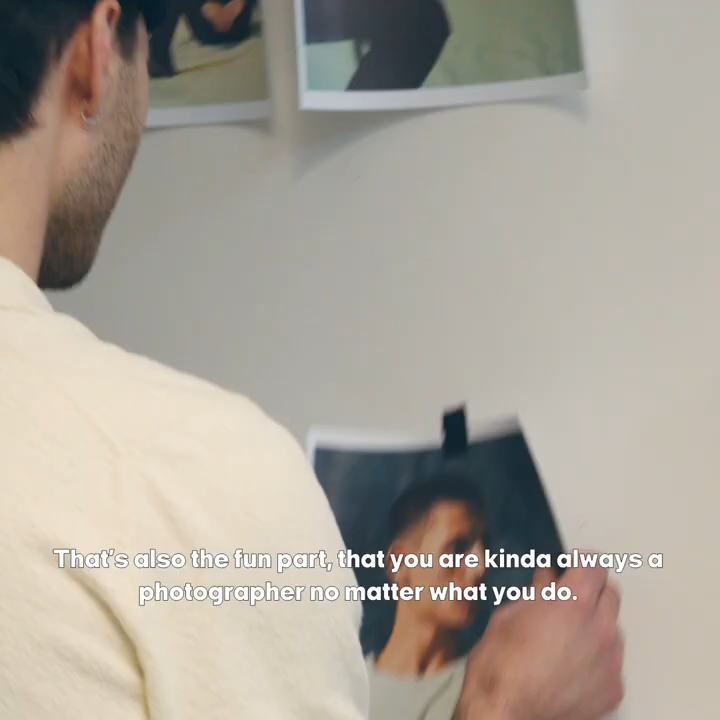 That's also the fun part, that you are kinda always a
photographer no matter what you do.